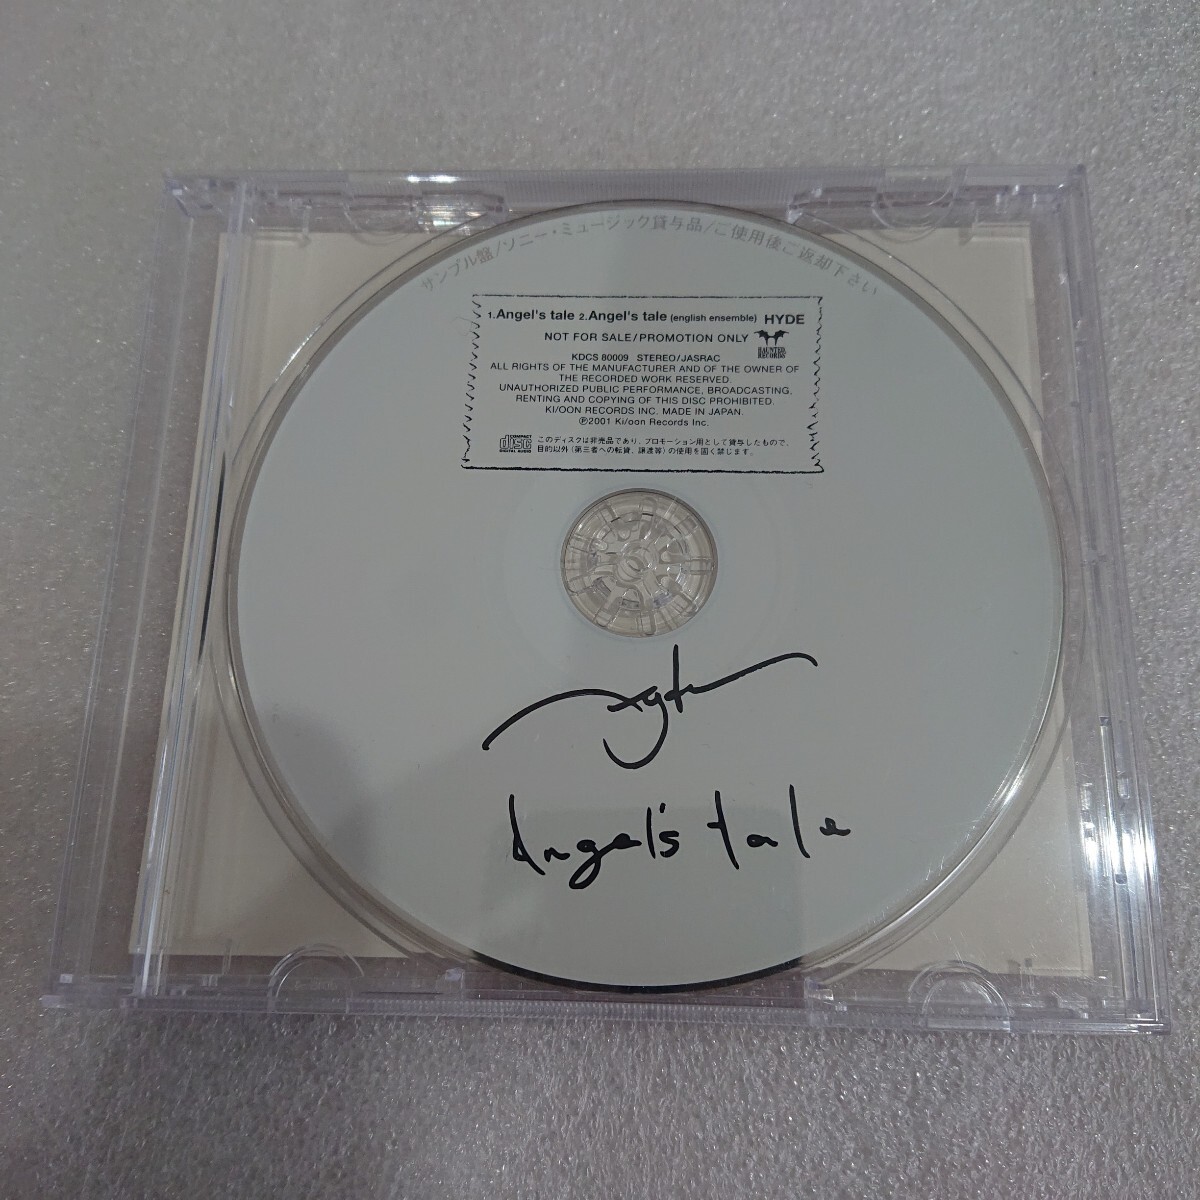 サンプル盤/ソニー・ミュージック貸与品/ご使用後ご返却下さい
1.Angel's tale 2.Angel's tale (english ensemble) HYDE
NOT FOR SALE/PROMOTION ONLY
HAUNTED RECORDS
KDCS 80009 STEREO/JASRAC
ALL RIGHTS OF THE MANUFACTURER AND OF THE OWNER OF
THE RECORDED WORK RESERVED.
UNAUTHORIZED PUBLIC PERFORMANCE, BROADCASTING,
RENTING AND COPYING OF THIS DISC PROHIBITED.
KI/OON RECORDS INC. MADE IN JAPAN.
Ⓟ2001 Ki/oon Records Inc.
COMPACT disc DIGITAL AUDIO
このディスクは非売品であり、プロモーション用として貸与したもので、
目的以外(第三者への転貸、譲渡等)の使用を固く禁じます。
Angel's tale